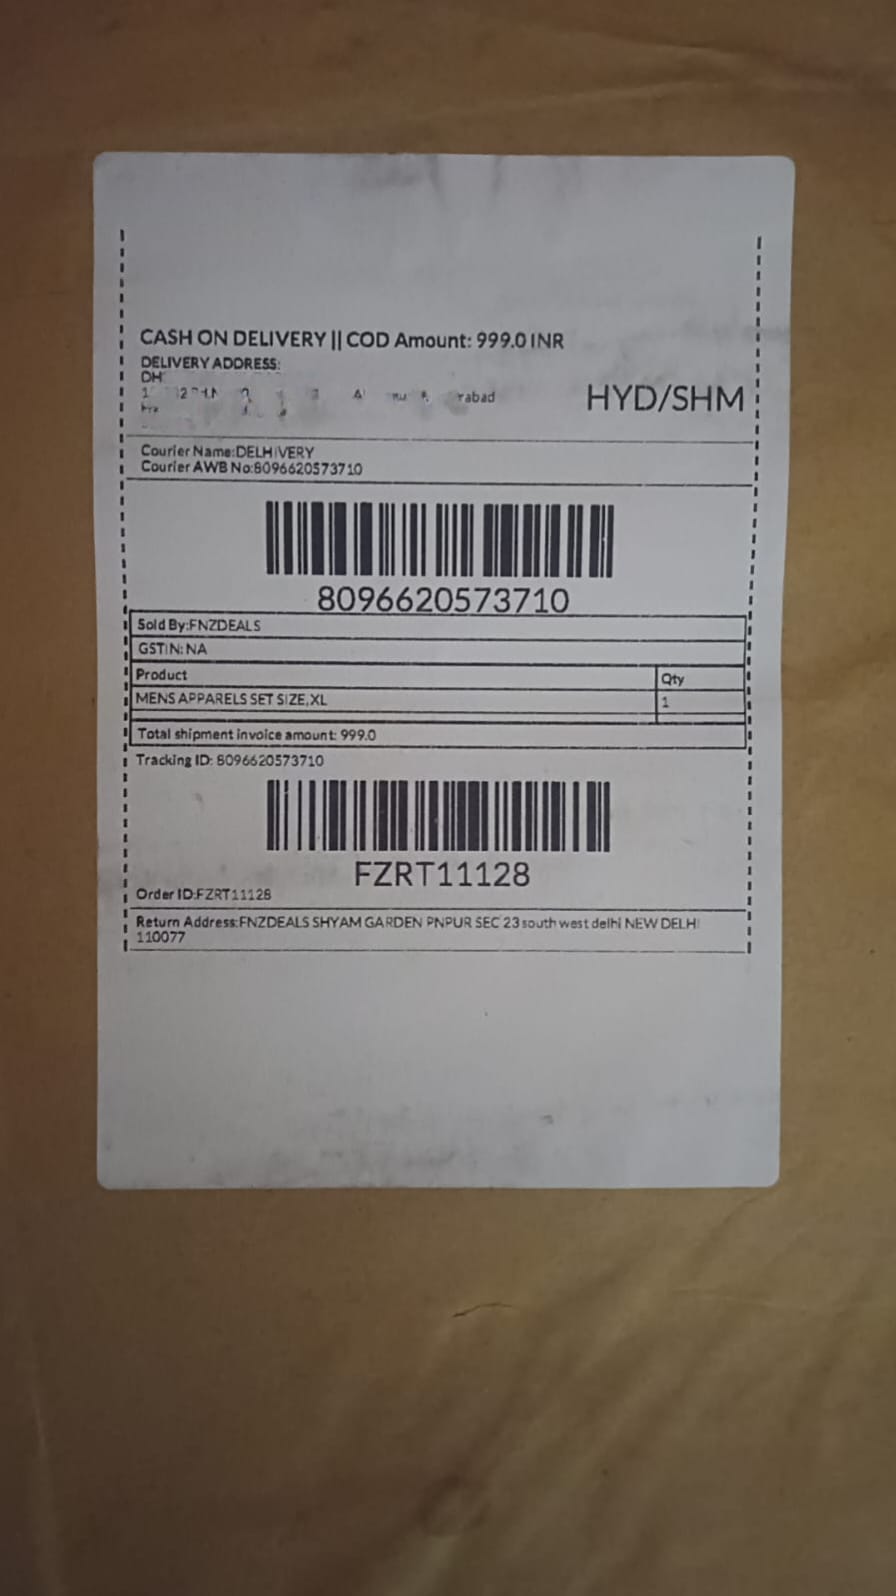 CASH ON DELIVERY || COD Amount: 999.0 INR
DELIVERY ADDRESS:
DH
rabad
HYD/SHM
Courier Name:DELHIVERY
Courier AWB No:8096620573710
8096620573710
Sold By:FNZDEALS
GSTIN: NA
Product Qty
MENS APPARELS SET SIZE,XL 1
Total shipment invoice amount: 999.0
Tracking ID: 8096620573710
FZRT11128
Order ID:FZRT11128
Return Address:FNZDEALS SHYAM GARDEN PNPUR SEC 23 south west delhi NEW DELHI
110077